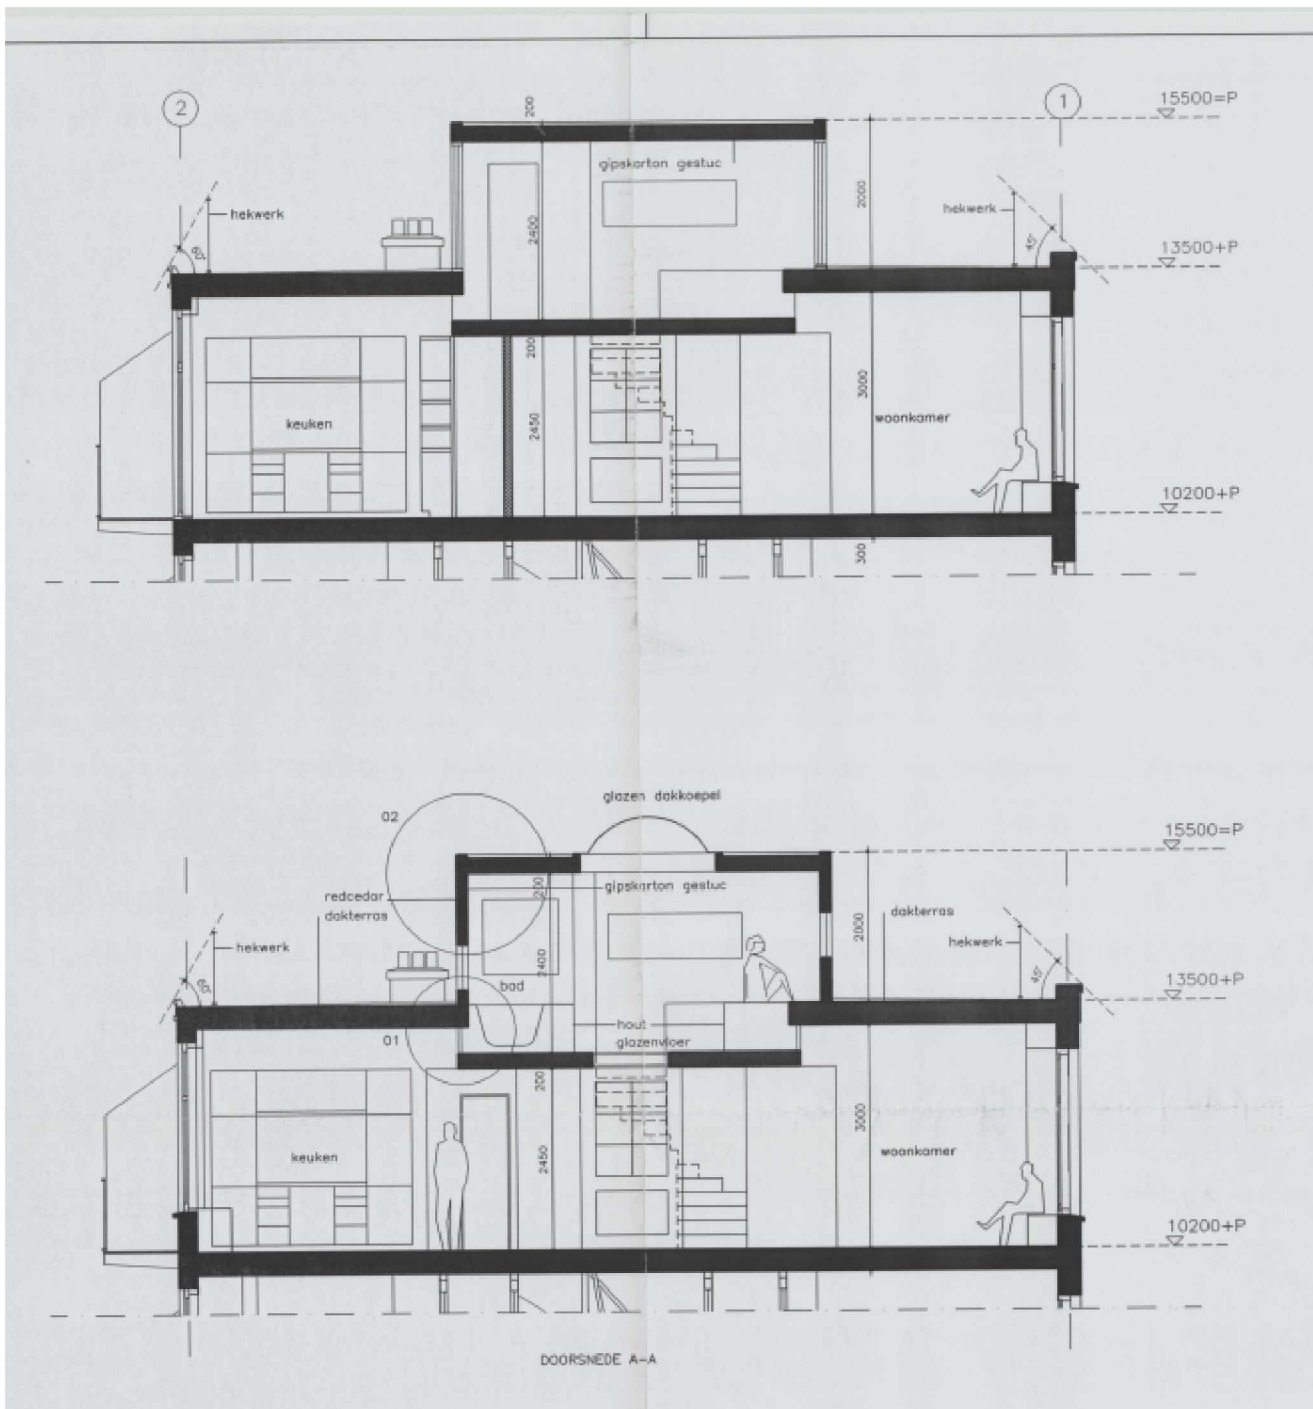 2
1
15500=P
200
gipskarton gestuc
hekwerk
2400
2000
hekwerk
60°
45°
13500+P
200
3000
keuken
2450
woonkamer
10200+P
300
glazen dakkoepel
02
15500=P
200
gipskarton gestuc
redcedar
dakterras
dakterras
2000
hekwerk
hekwerk
2400
60°
bad
45°
13500+P
hout
01
glazenvloer
200
3000
keuken
2450
woonkamer
10200+P
DOORSNEDE A-A